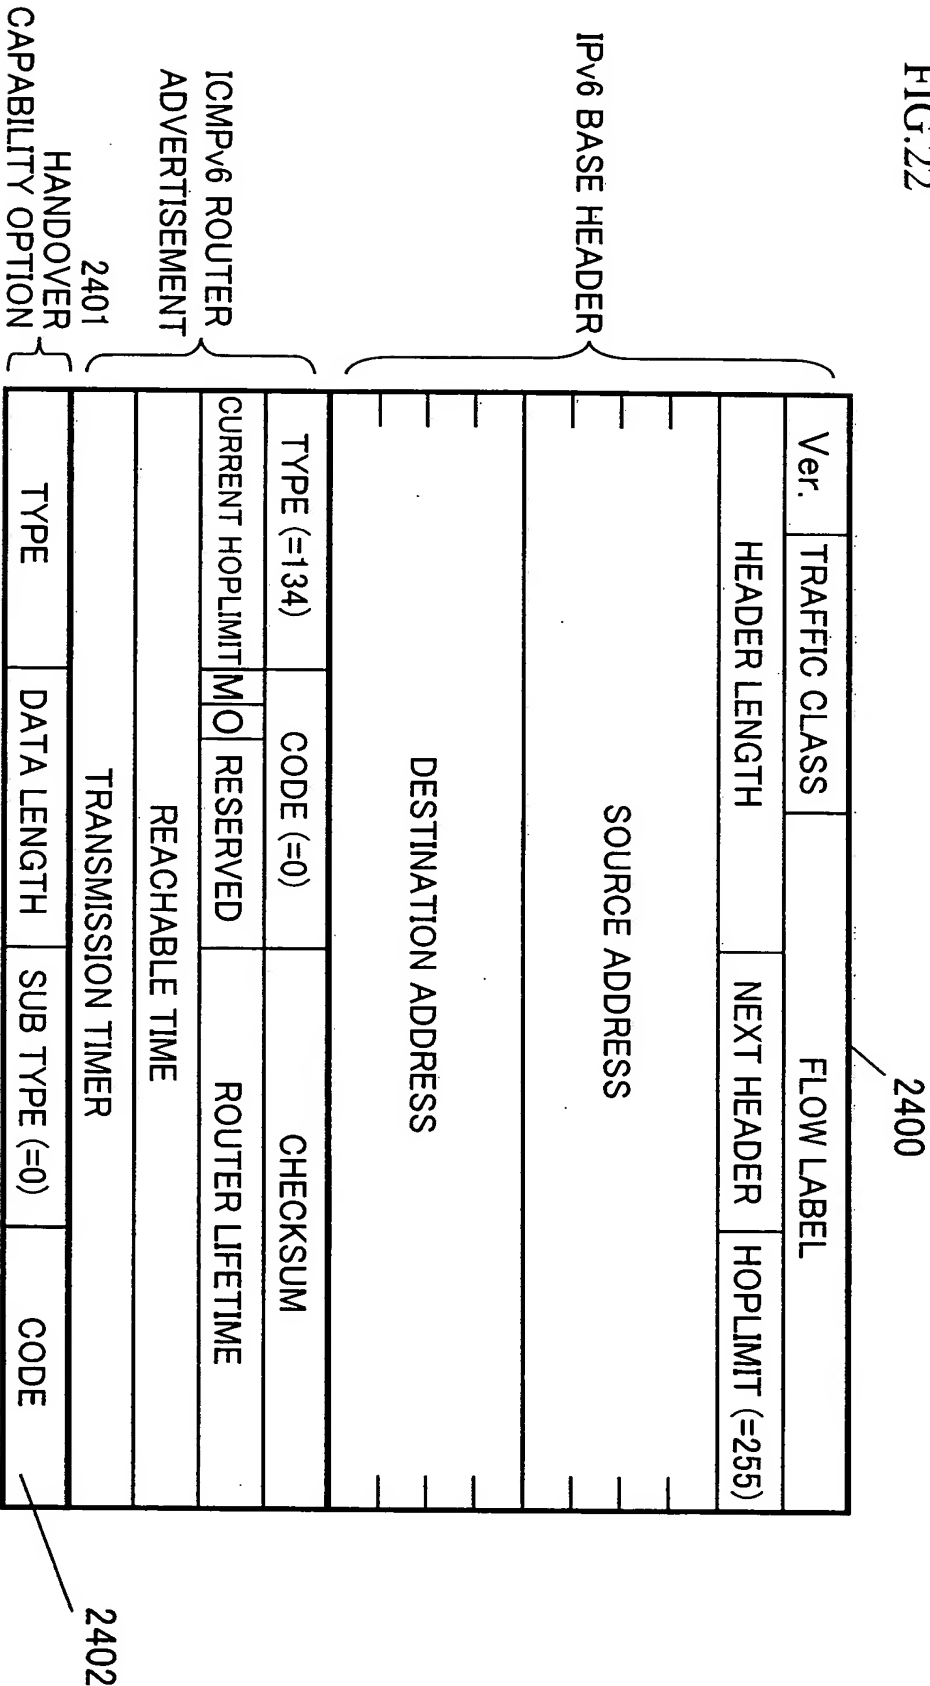 FIG.22
2400
IPv6 BASE HEADER
Ver. TRAFFIC CLASS FLOW LABEL
HEADER LENGTH NEXT HEADER HOPLIMIT (=255)
SOURCE ADDRESS
DESTINATION ADDRESS
ICMPv6 ROUTER
ADVERTISEMENT
TYPE (=134) CODE (=0) CHECKSUM
CURRENT HOPLIMIT M O RESERVED ROUTER LIFETIME
REACHABLE TIME
TRANSMISSION TIMER
2401
HANDOVER
CAPABILITY OPTION
TYPE DATA LENGTH SUB TYPE (=0) CODE
2402